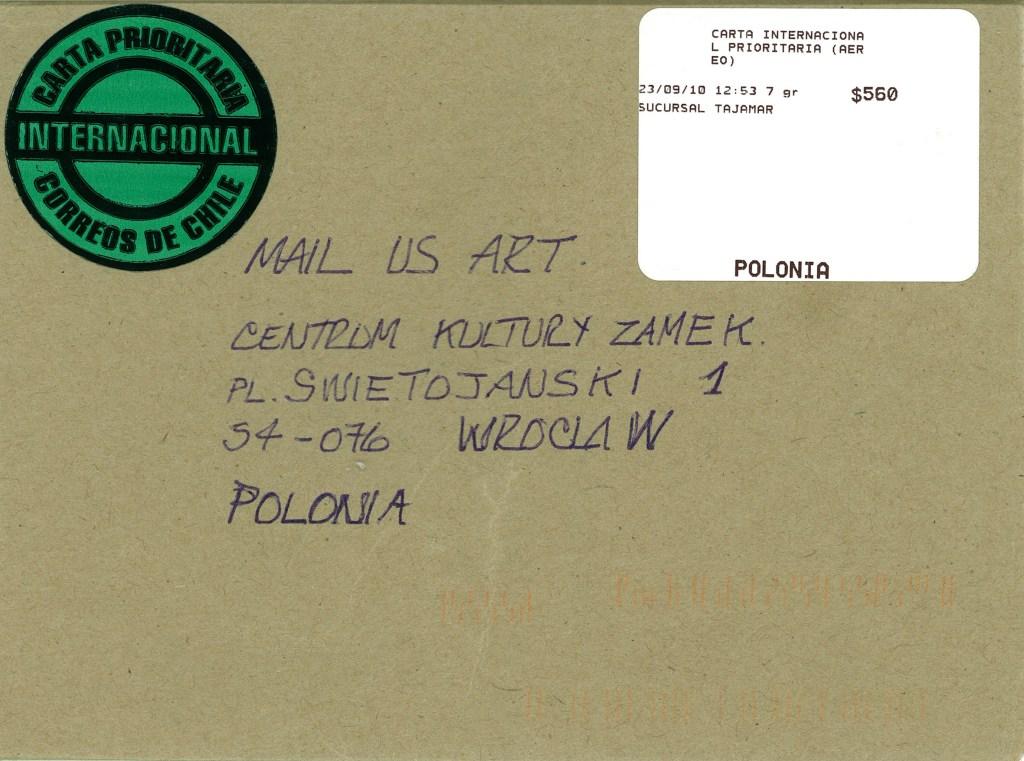 CARTA PRIORITARIA
INTERNACIONAL
CORREOS DE CHILE
CARTA INTERNACIONA
L PRIORITARIA (AER
EO)
23/09/10 12:53 7 gr $560
SUCURSAL TAJAMAR
POLONIA
MAIL US ART.
CENTRUM KULTURY ZAMEK.
PL. SWIETOJANSKI 1
54-076 WROCLAW
POLONIA